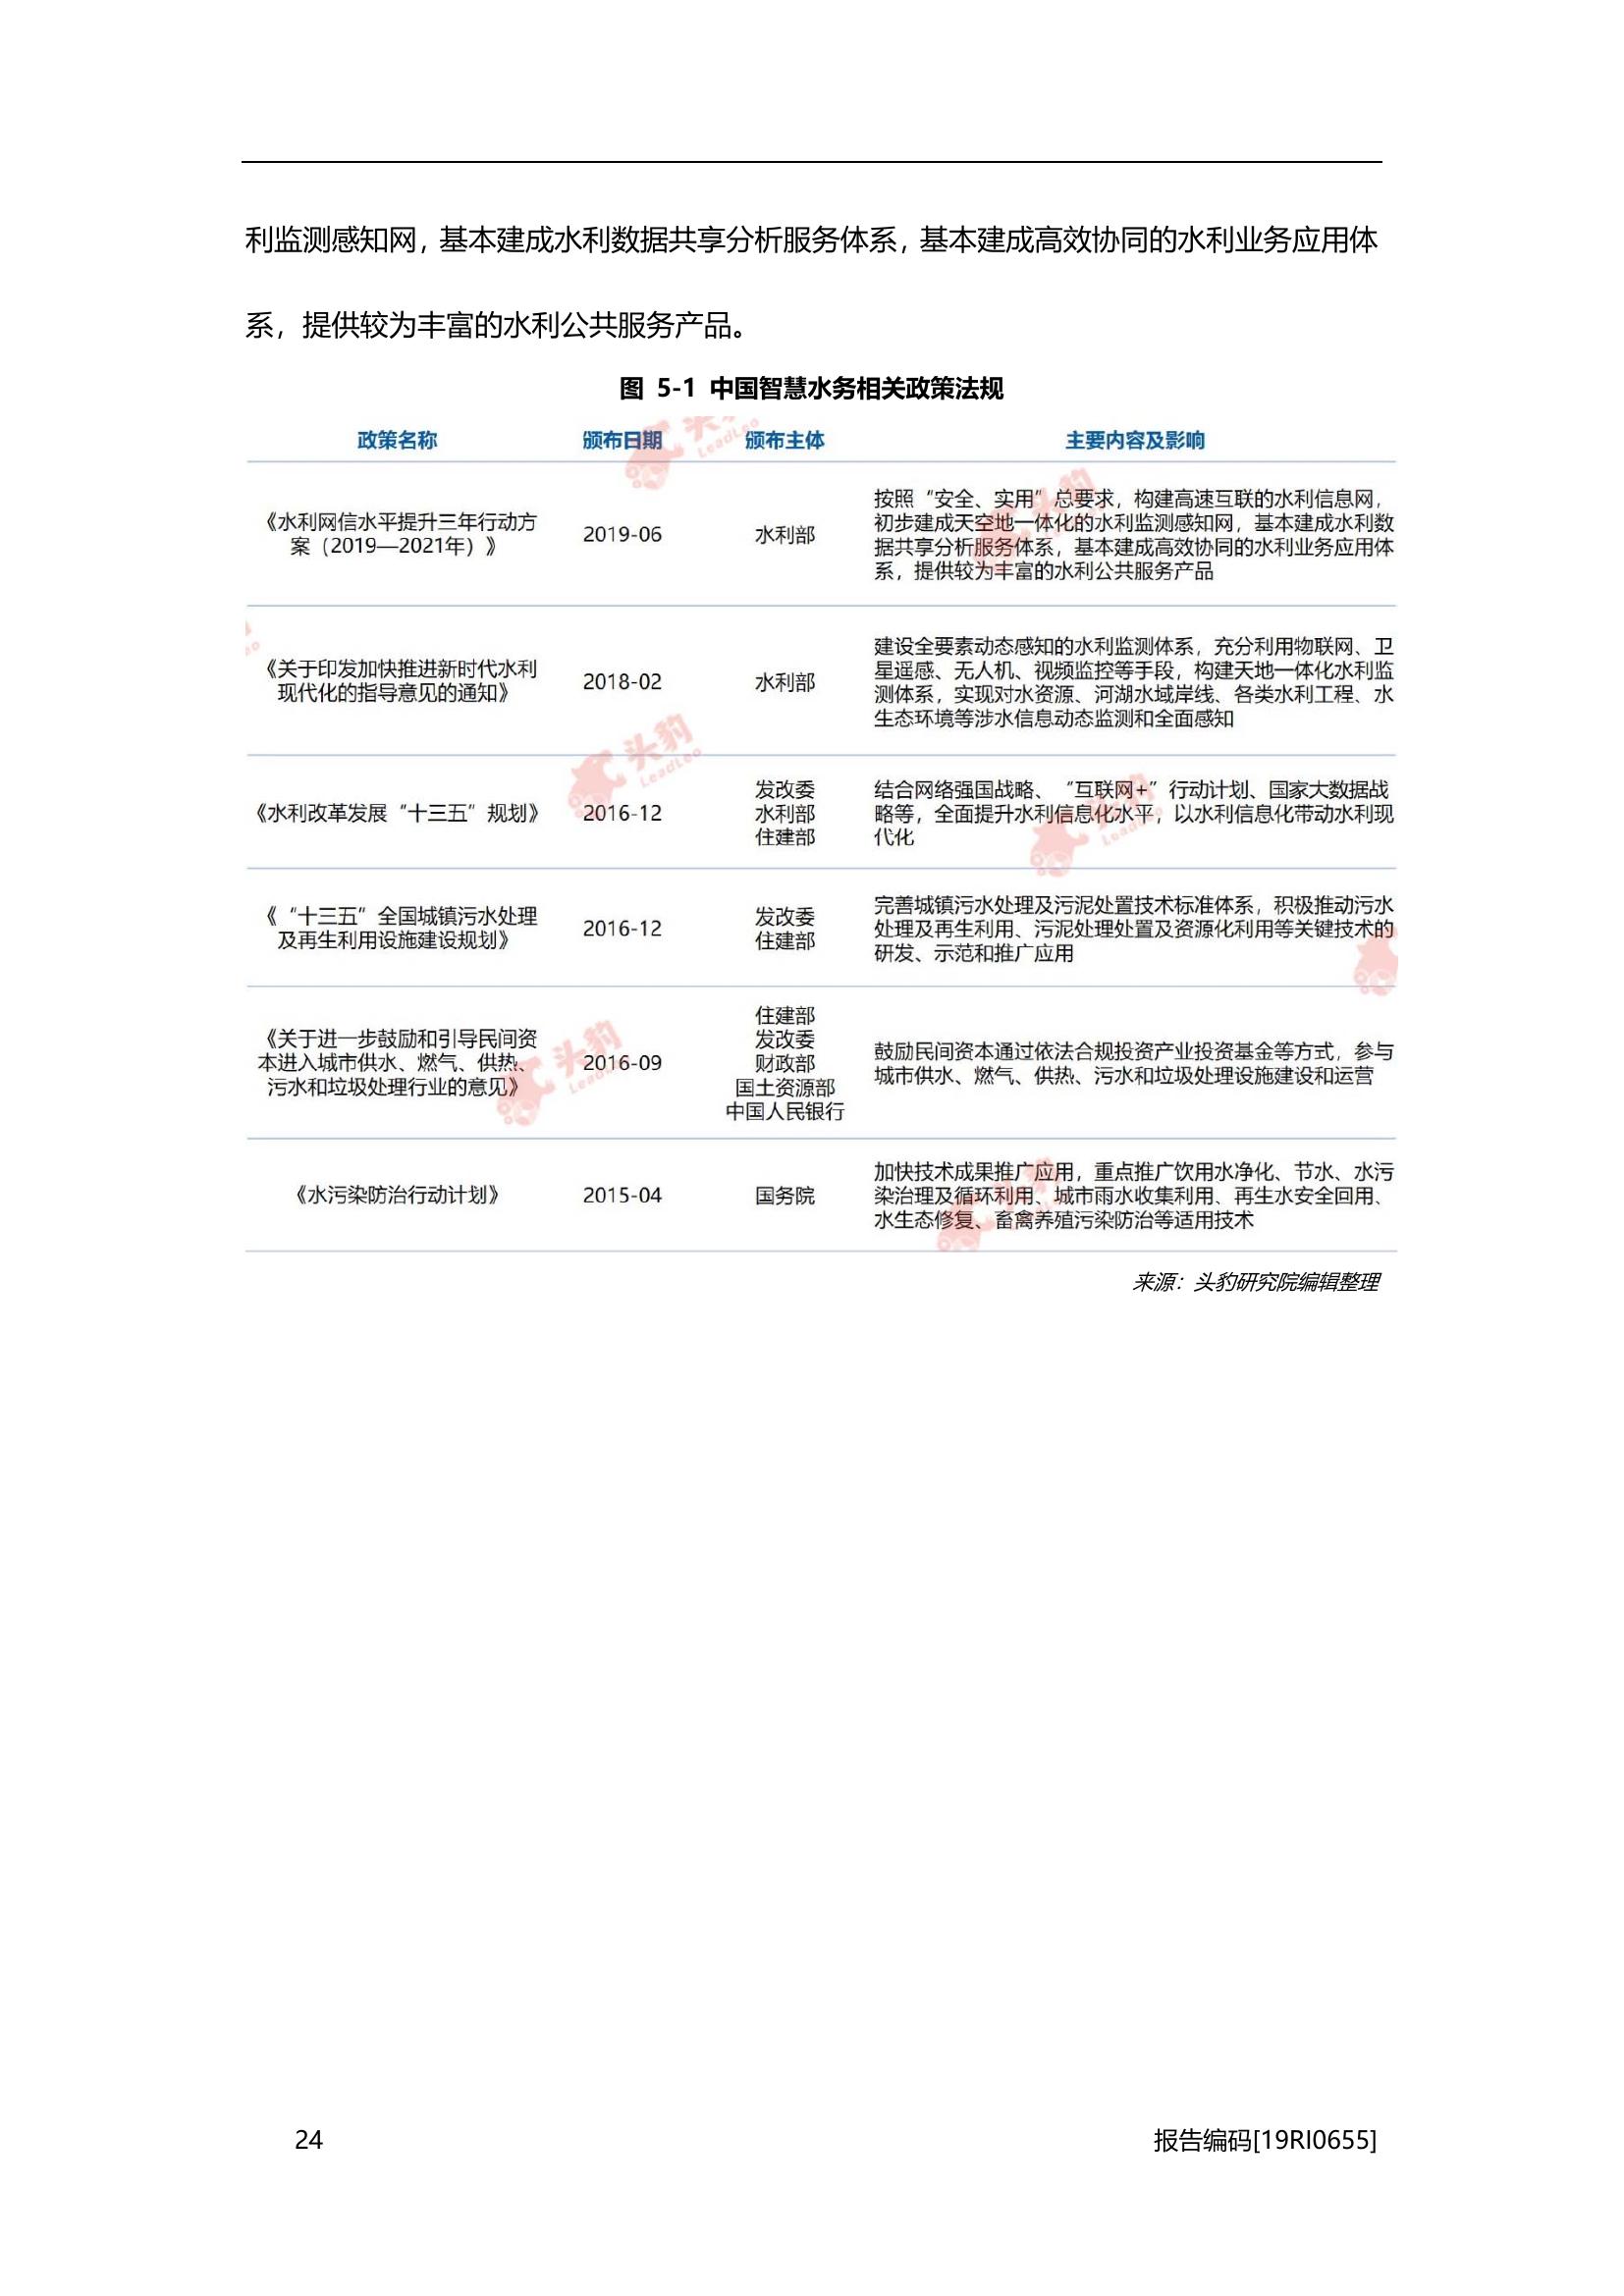 利监测感知网，基本建成水利数据共享分析服务体系，基本建成高效协同的水利业务应用体
系，提供较为丰富的水利公共服务产品。
图 5-1 中国智慧水务相关政策法规
政策名称 颁布日期 颁布主体 主要内容及影响
《水利网信水平提升三年行动方
案（2019—2021年）》
2019-06
水利部
按照“安全、实用”总要求，构建高速互联的水利信息网，
初步建成天空地一体化的水利监测感知网，基本建成水利数
据共享分析服务体系，基本建成高效协同的水利业务应用体
系，提供较为丰富的水利公共服务产品
《关于印发加快推进新时代水利
现代化的指导意见的通知》
2018-02
水利部
建设全要素动态感知的水利监测体系，充分利用物联网、卫
星遥感、无人机、视频监控等手段，构建天地一体化水利监
测体系，实现对水资源、河湖水域岸线、各类水利工程、水
生态环境等涉水信息动态监测和全面感知
《水利改革发展“十三五”规划》
2016-12
发改委
水利部
住建部
结合网络强国战略、“互联网+”行动计划、国家大数据战
略等，全面提升水利信息化水平，以水利信息化带动水利现
代化
《“十三五”全国城镇污水处理
及再生利用设施建设规划》
2016-12
发改委
住建部
完善城镇污水处理及污泥处置技术标准体系，积极推动污水
处理及再生利用、污泥处理处置及资源化利用等关键技术的
研发、示范和推广应用
《关于进一步鼓励和引导民间资
本进入城市供水、燃气、供热、
污水和垃圾处理行业的意见》
2016-09
住建部
发改委
财政部
国土资源部
中国人民银行
鼓励民间资本通过依法合规投资产业投资基金等方式，参与
城市供水、燃气、供热、污水和垃圾处理设施建设和运营
《水污染防治行动计划》
2015-04
国务院
加快技术成果推广应用，重点推广饮用水净化、节水、水污
染治理及循环利用、城市雨水收集利用、再生水安全回用、
水生态修复、畜禽养殖污染防治等适用技术
来源：头豹研究院编辑整理
24 报告编码[19RI0655]
头豹
LeadLeo